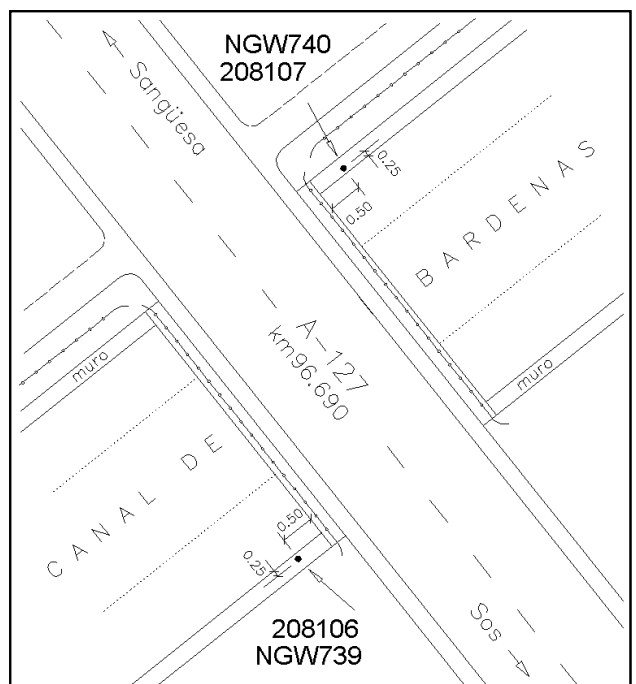 NGW740
208107
Sangüesa
0.25
0.50
BARDENAS
A-127
km96.690
muro
muro
CANAL DE
0.50
0.25
208106
NGW739
Sos